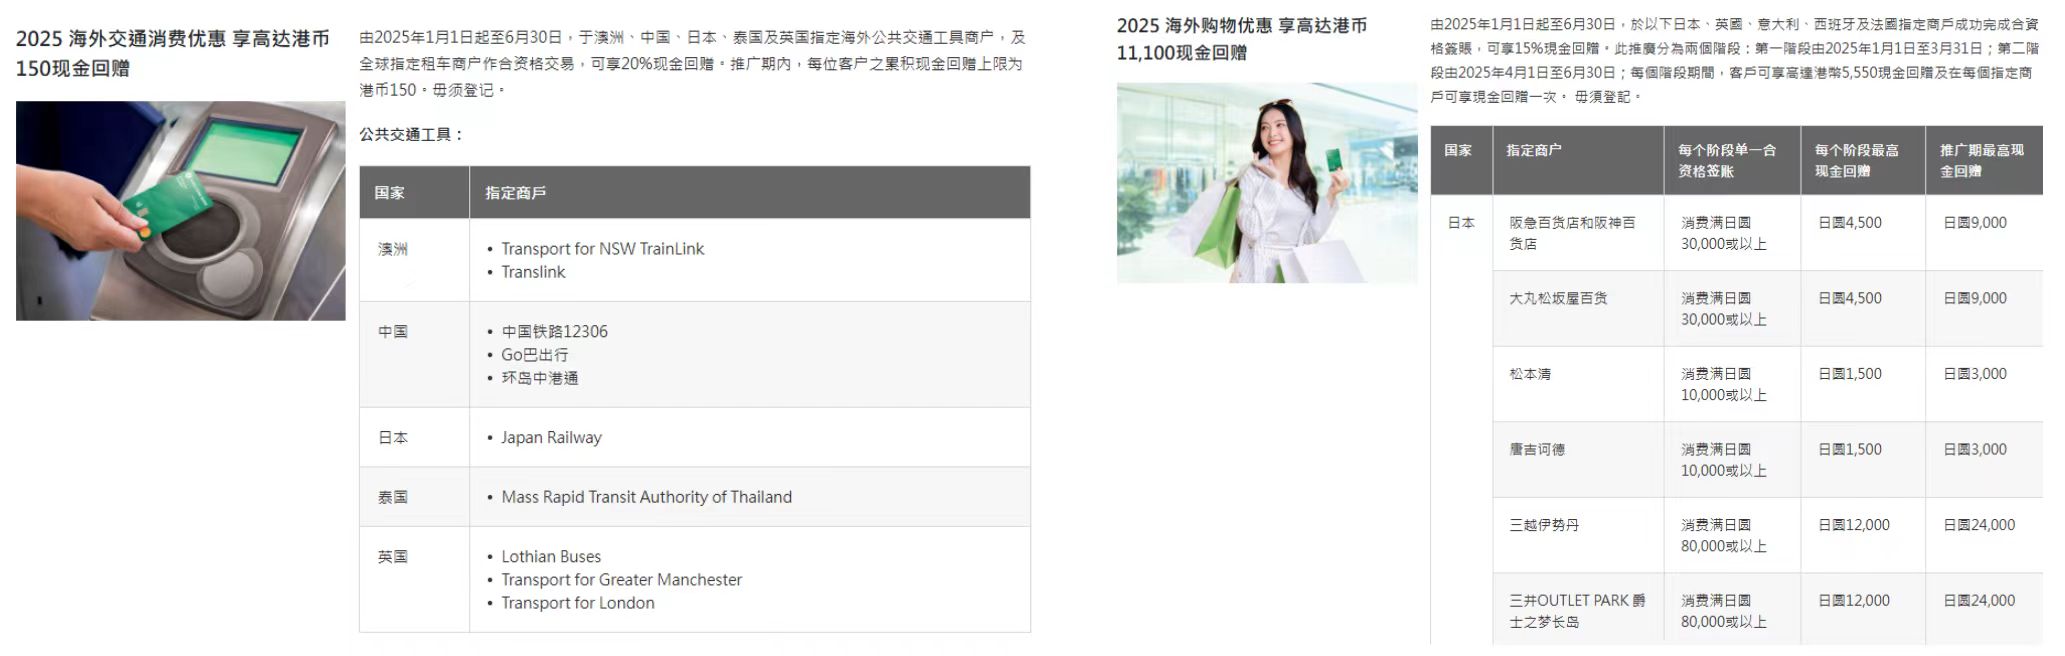 2025 海外交通消费优惠 享高达港币
150现金回赠
由2025年1月1日起至6月30日，于澳洲、中国、日本、泰国及英国指定海外公共交通工具商户，及
全球指定租车商户作合资格交易，可享20%现金回赠。推广期内，每位客户之累积现金回赠上限为
港币150。毋须登记。
公共交通工具：
国家
指定商戶
澳洲
• Transport for NSW TrainLink
• Translink
中国
• 中国铁路12306
• Go巴出行
• 环岛中港通
日本
• Japan Railway
泰国
• Mass Rapid Transit Authority of Thailand
英国
• Lothian Buses
• Transport for Greater Manchester
• Transport for London
2025 海外购物优惠 享高达港币
11,100现金回赠
由2025年1月1日起至6月30日，於以下日本、英國、意大利、西班牙及法國指定商戶成功完成合資
格簽賬，可享15%現金回贈。此推廣分為兩個階段：第一階段由2025年1月1日至3月31日；第二階
段由2025年4月1日至6月30日；每個階段期間，客戶可享高達港幣5,550現金回贈及在每個指定商
戶可享現金回贈一次。 毋須登記。
国家
指定商户
每个阶段单一合
资格签账
每个阶段最高
现金回赠
推广期最高现
金回赠
日本
阪急百货店和阪神百
货店
消费满日圆
30,000或以上
日圆4,500
日圆9,000
大丸松坂屋百货
消费满日圆
30,000或以上
日圆4,500
日圆9,000
松本清
消费满日圆
10,000或以上
日圆1,500
日圆3,000
唐吉诃德
消费满日圆
10,000或以上
日圆1,500
日圆3,000
三越伊势丹
消费满日圆
80,000或以上
日圆12,000
日圆24,000
三井OUTLET PARK 爵
士之梦长岛
消费满日圆
80,000或以上
日圆12,000
日圆24,000